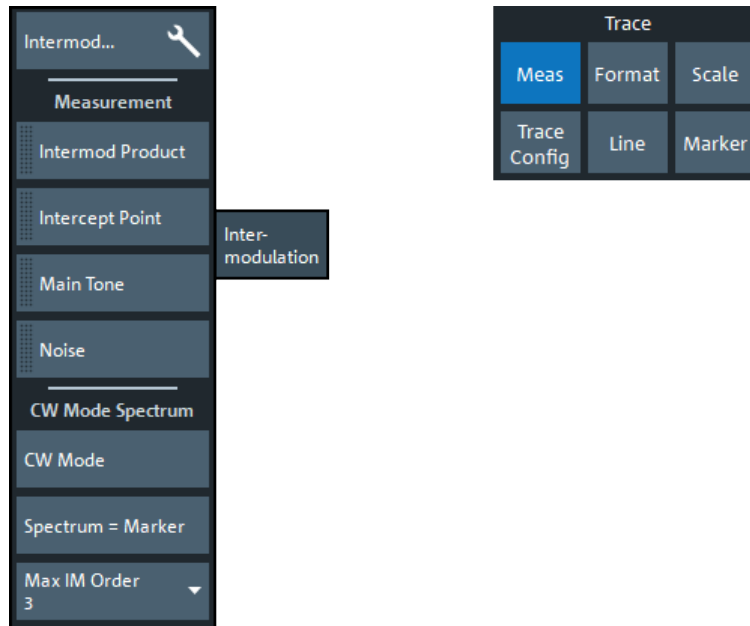 Intermod...
Measurement
Intermod Product
Intercept Point
Main Tone
Noise
CW Mode Spectrum
CW Mode
Spectrum = Marker
Max IM Order
3
Inter-
modulation
Trace
Meas Format Scale
Trace
Config
Line
Marker